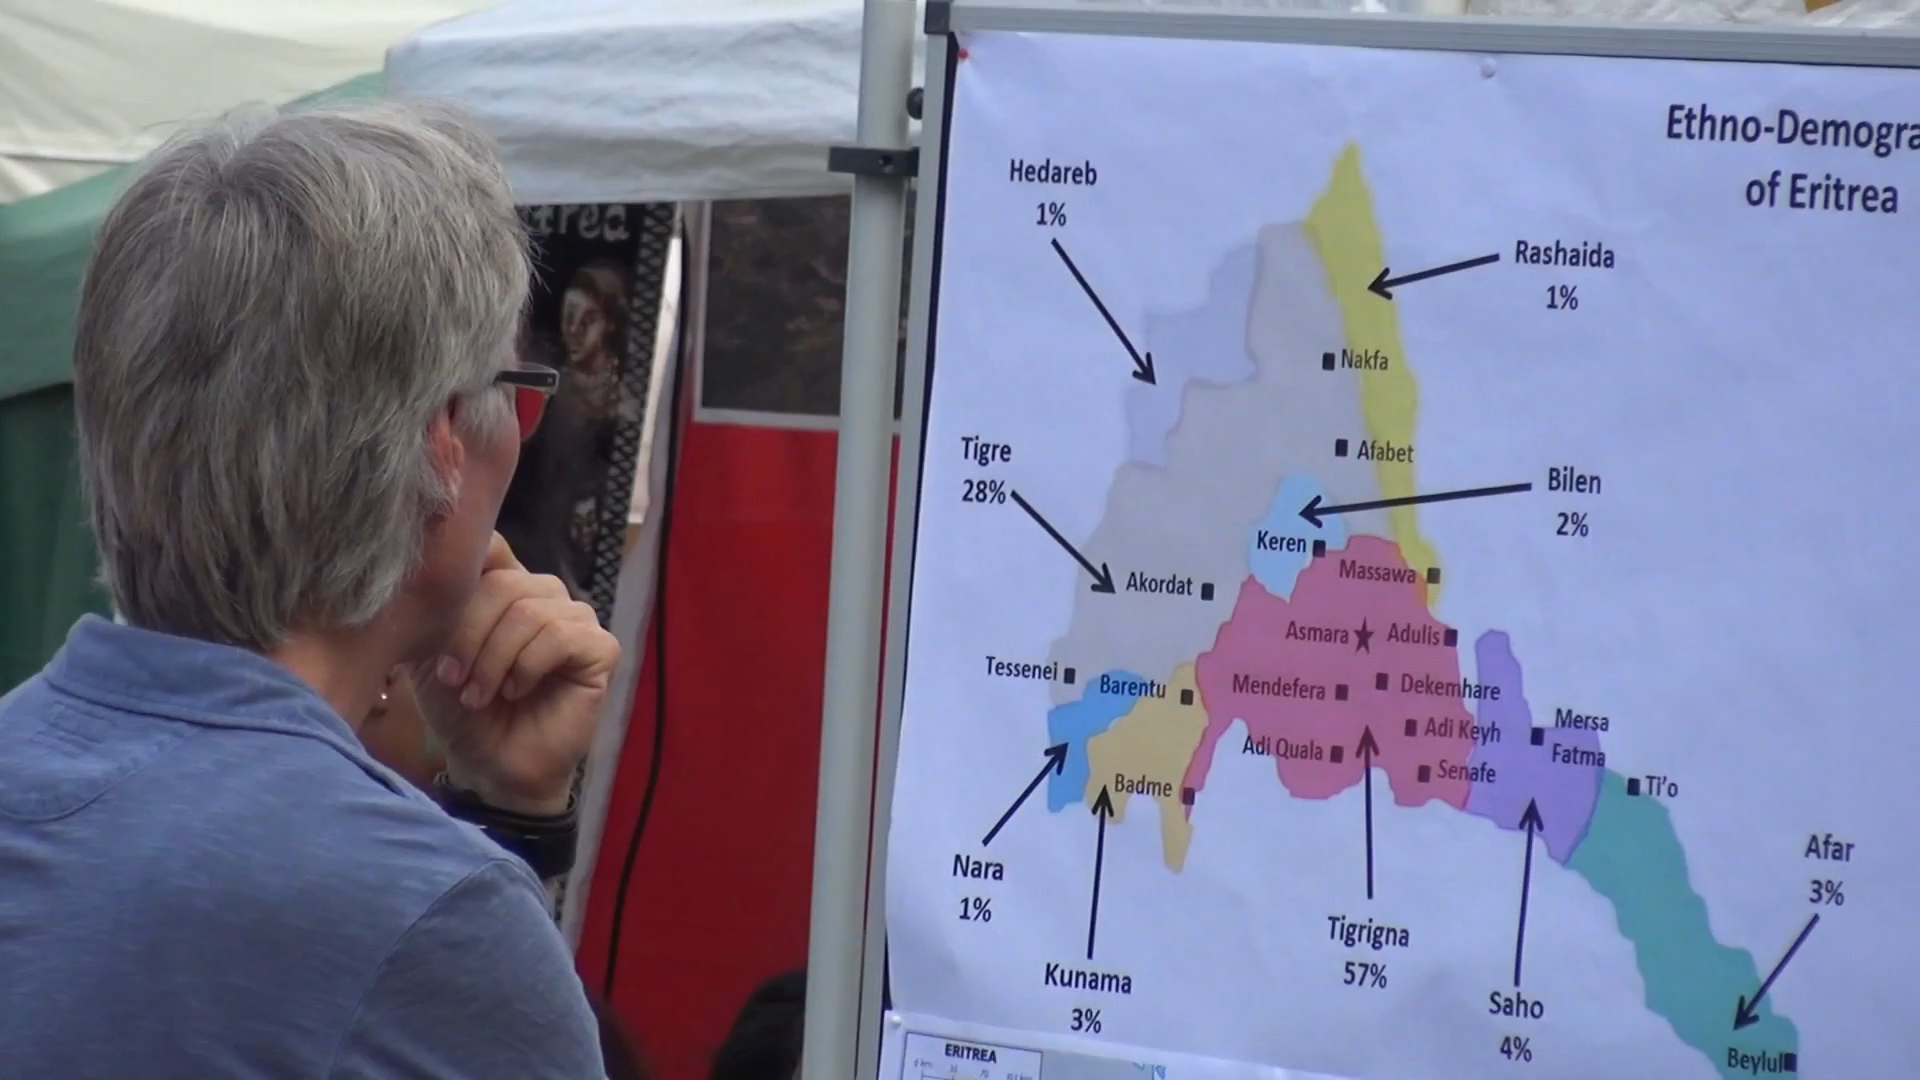 Ethno-Demogra
of Eritrea
Hedareb
1%
Rashaida
1%
Nakfa
Afabet
Tigre
28%
Bilen
2%
Keren
Massawa
Akordat
Asmara
Adulis
Tessenei
Barentu
Mendefera
Dekemhare
Adi Keyh
Mersa
Fatma
Adi Quala
Senafe
Badme
Ti'o
Nara
1%
Afar
3%
Tigrigna
57%
Kunama
3%
Saho
4%
Beylul
ERITREA